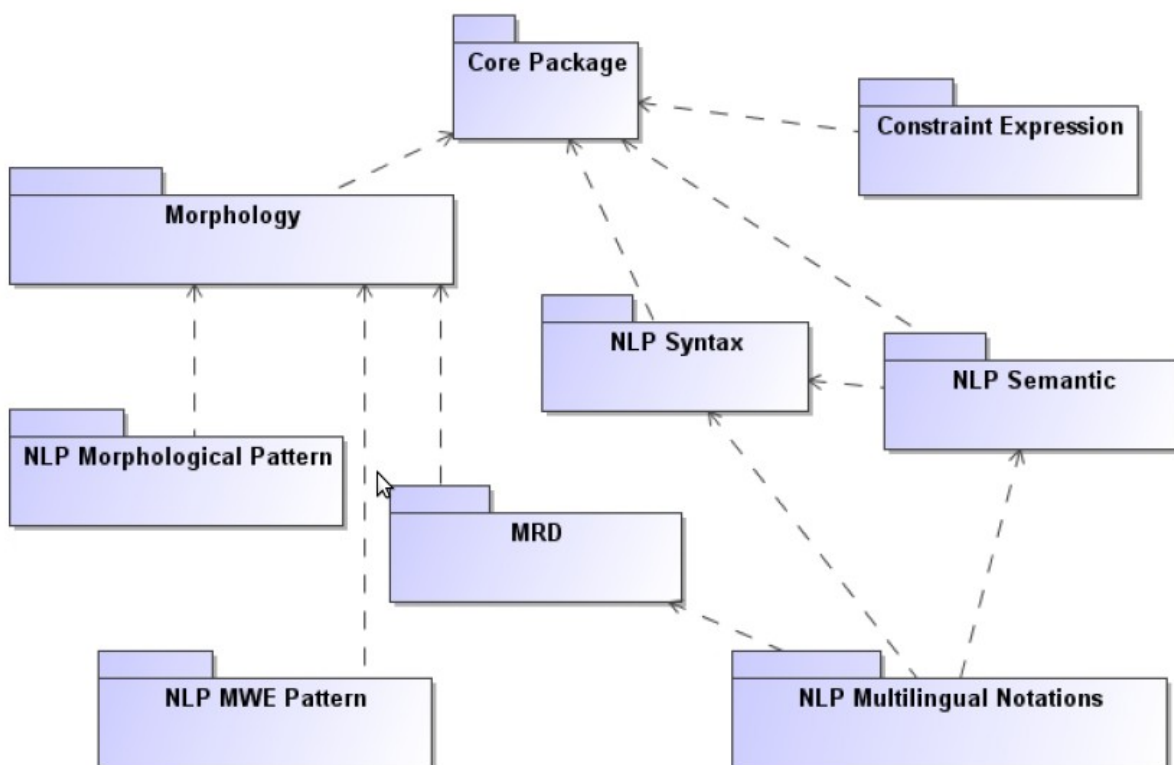 Core Package
Constraint Expression
Morphology
NLP Syntax
NLP Semantic
NLP Morphological Pattern
MRD
NLP MWE Pattern
NLP Multilingual Notations